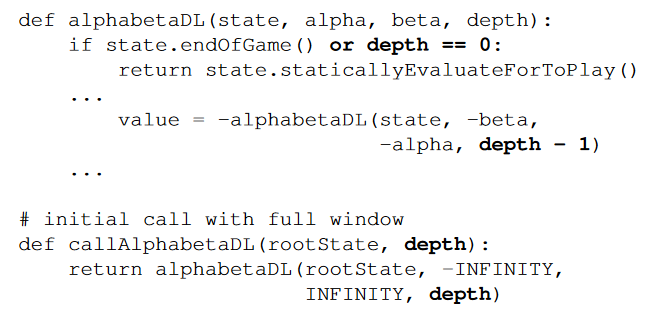 def alphabetaDL(state, alpha, beta, depth):
    if state.endOfGame() or depth == 0:
        return state.staticallyEvaluateForToPlay()
    ...
        value = -alphabetaDL(state, -beta,
                              -alpha, depth - 1)
    ...

# initial call with full window
def callAlphabetaDL(rootState, depth):
    return alphabetaDL(rootState, -INFINITY,
                       INFINITY, depth)